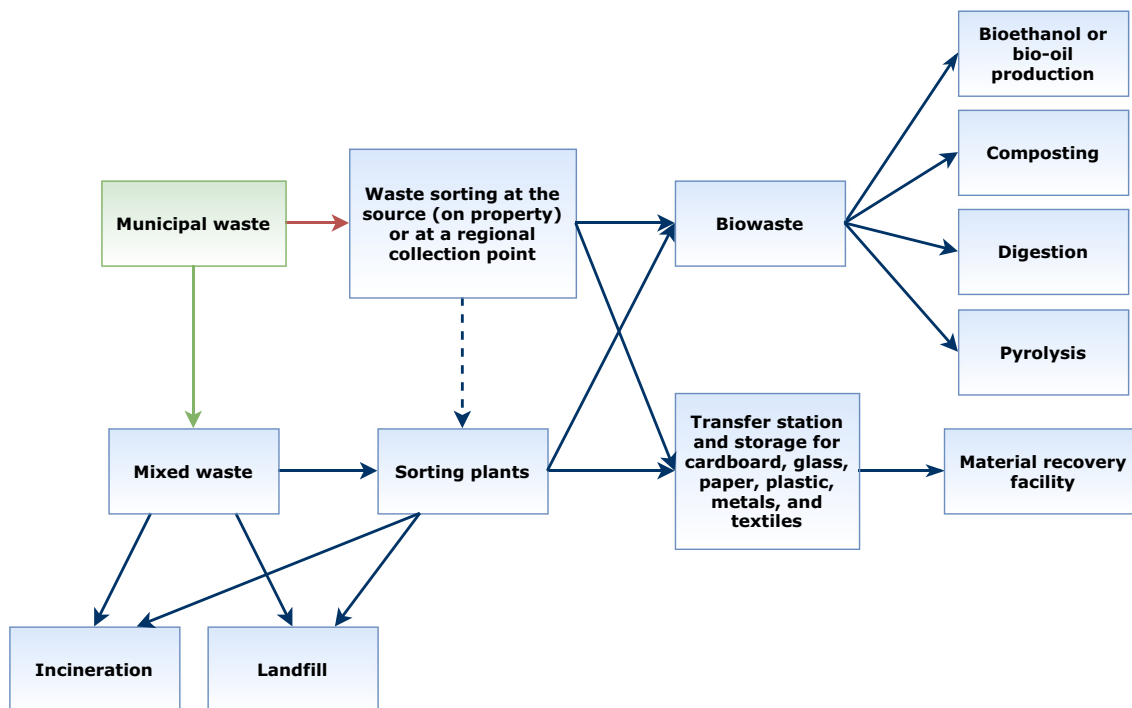 Bioethanol or
bio-oil
production
Municipal waste
Waste sorting at the
source (on property)
or at a regional
collection point
Biowaste
Composting
Digestion
Pyrolysis
Mixed waste
Sorting plants
Transfer station
and storage for
cardboard, glass,
paper, plastic,
metals, and
textiles
Material recovery
facility
Incineration
Landfill